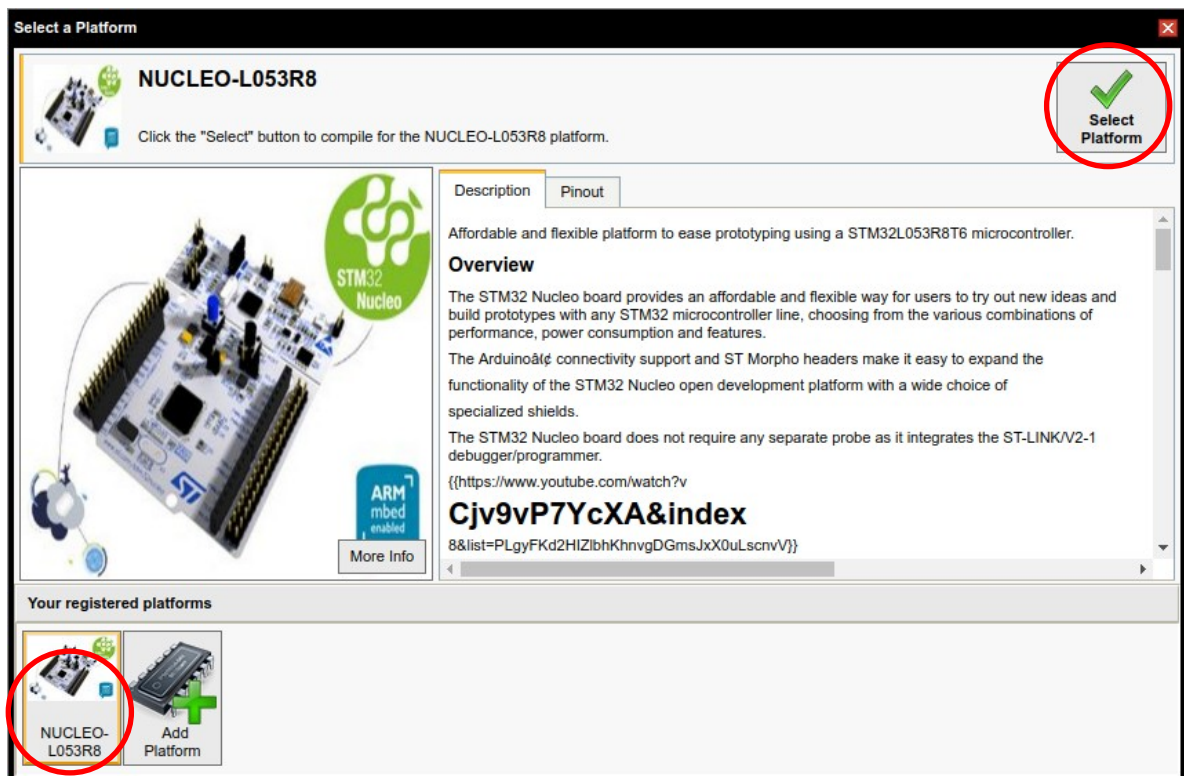 Select a Platform
NUCLEO-L053R8
Click the "Select" button to compile for the NUCLEO-L053R8 platform.
Select
Platform
STM32
Nucleo
ARM
mbed
enabled
More Info
Description
Pinout
Affordable and flexible platform to ease prototyping using a STM32L053R8T6 microcontroller.
Overview
The STM32 Nucleo board provides an affordable and flexible way for users to try out new ideas and
build prototypes with any STM32 microcontroller line, choosing from the various combinations of
performance, power consumption and features.
The Arduinoâ¢ connectivity support and ST Morpho headers make it easy to expand the
functionality of the STM32 Nucleo open development platform with a wide choice of
specialized shields.
The STM32 Nucleo board does not require any separate probe as it integrates the ST-LINK/V2-1
debugger/programmer.
{{https://www.youtube.com/watch?v
Cjv9vP7YcXA&index
8&list=PLgyFKd2HIZlbhKhnvgDGmsJxX0uLscnvV}}
Your registered platforms
NUCLEO-
L053R8
Add
Platform